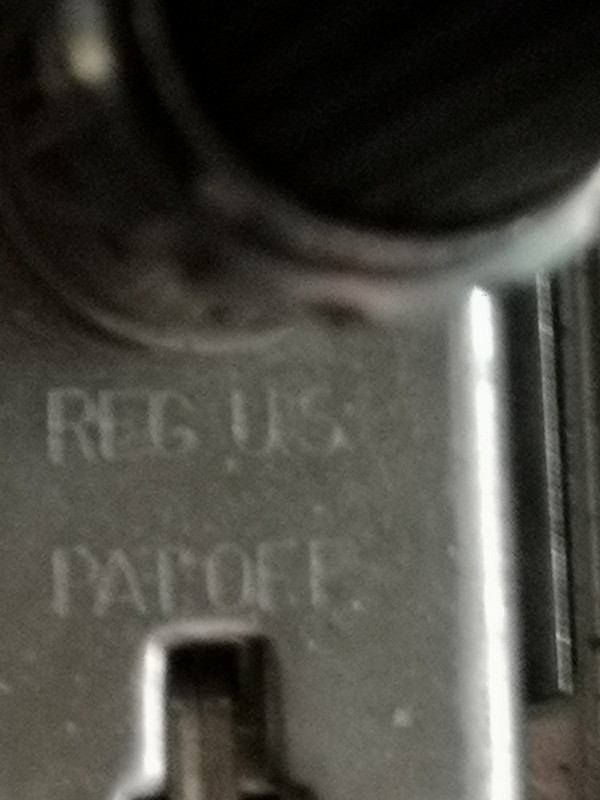 REG U.S.
PAT OFF.